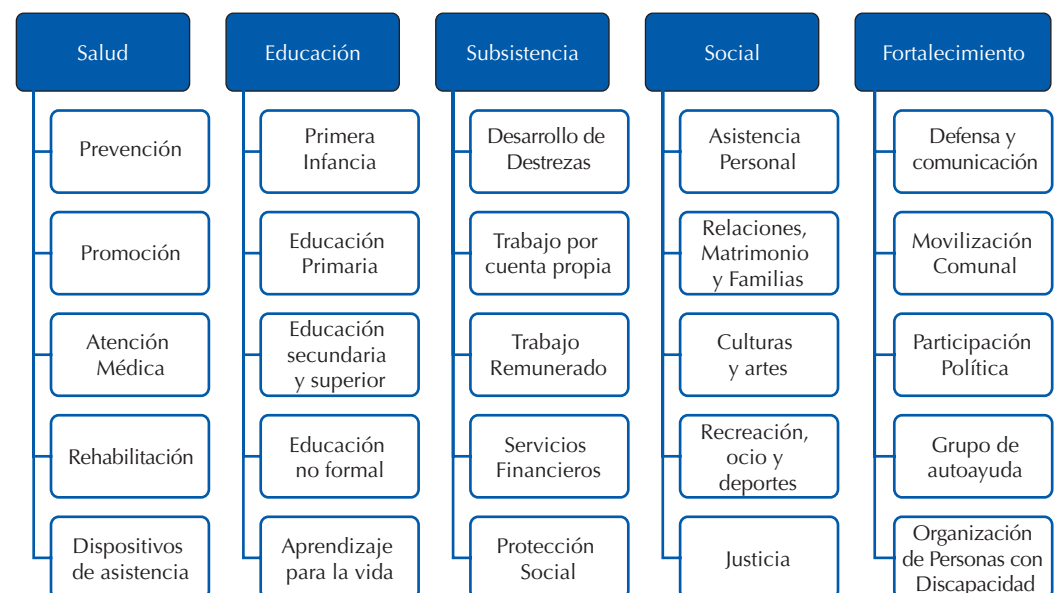 Salud
Prevención
Promoción
Atención
Médica
Rehabilitación
Dispositivos
de asistencia
Educación
Primera
Infancia
Educación
Primaria
Educación
secundaria
y superior
Educación
no formal
Aprendizaje
para la vida
Subsistencia
Desarrollo de
Destrezas
Trabajo por
cuenta propia
Trabajo
Remunerado
Servicios
Financieros
Protección
Social
Social
Asistencia
Personal
Relaciones,
Matrimonio
y Familias
Culturas
y artes
Recreación,
ocio y
deportes
Justicia
Fortalecimiento
Defensa y
comunicación
Movilización
Comunal
Participación
Política
Grupo de
autoayuda
Organización
de Personas con
Discapacidad